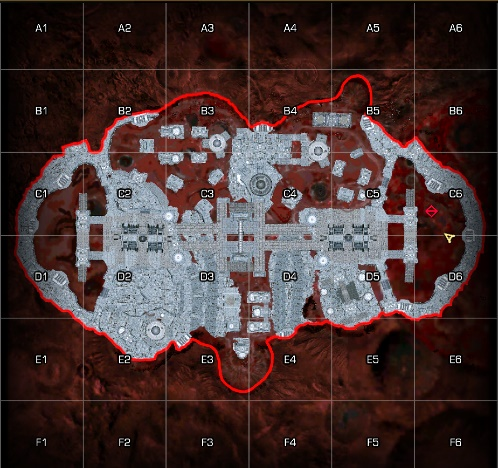 A1 A2 A3 A4 A5 A6
B1 B2 B3 B4 B5 B6
C1 C2 C3 C4 C5 C6
D1 D2 D3 D4 D5 D6
E1 E2 E3 E4 E5 E6
F1 F2 F3 F4 F5 F6